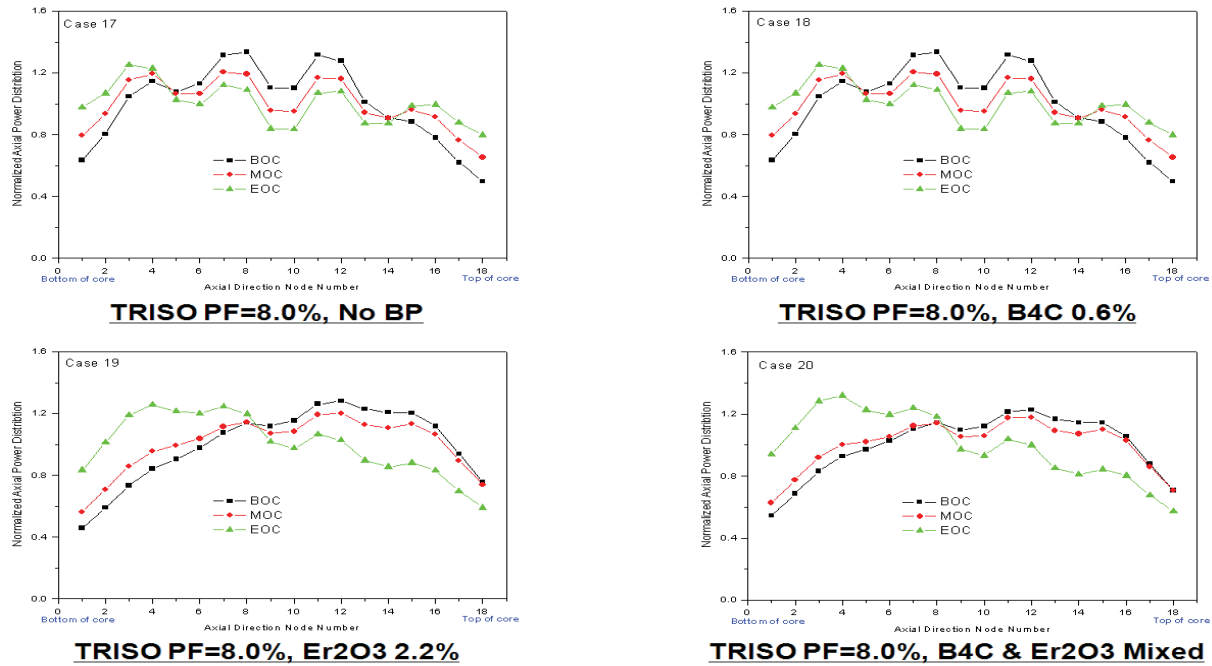 Case 17
Normalized Axial Power Distribtion
1.6
1.2
0.8
0.4
0.0
BOC
MOC
EOC
0 2 4 6 8 10 12 14 16 18
Bottom of core
Top of core
Axial Direction Node Number
TRISO PF=8.0%, No BP
Case 18
Normalized Axial Power Distribtion
1.6
1.2
0.8
0.4
0.0
BOC
MOC
EOC
0 2 4 6 8 10 12 14 16 18
Bottom of core
Top of core
Axial Direction Node Number
TRISO PF=8.0%, B4C 0.6%
Case 19
Normalized Axial Power Distribtion
1.6
1.2
0.8
0.4
0.0
BOC
MOC
EOC
0 2 4 6 8 10 12 14 16 18
Bottom of core
Top of core
Axial Direction Node Number
TRISO PF=8.0%, Er2O3 2.2%
Case 20
Normalized Axial Power Distribtion
1.6
1.2
0.8
0.4
0.0
BOC
MOC
EOC
0 2 4 6 8 10 12 14 16 18
Bottom of core
Top of core
Axial Direction Node Number
TRISO PF=8.0%, B4C & Er2O3 Mixed